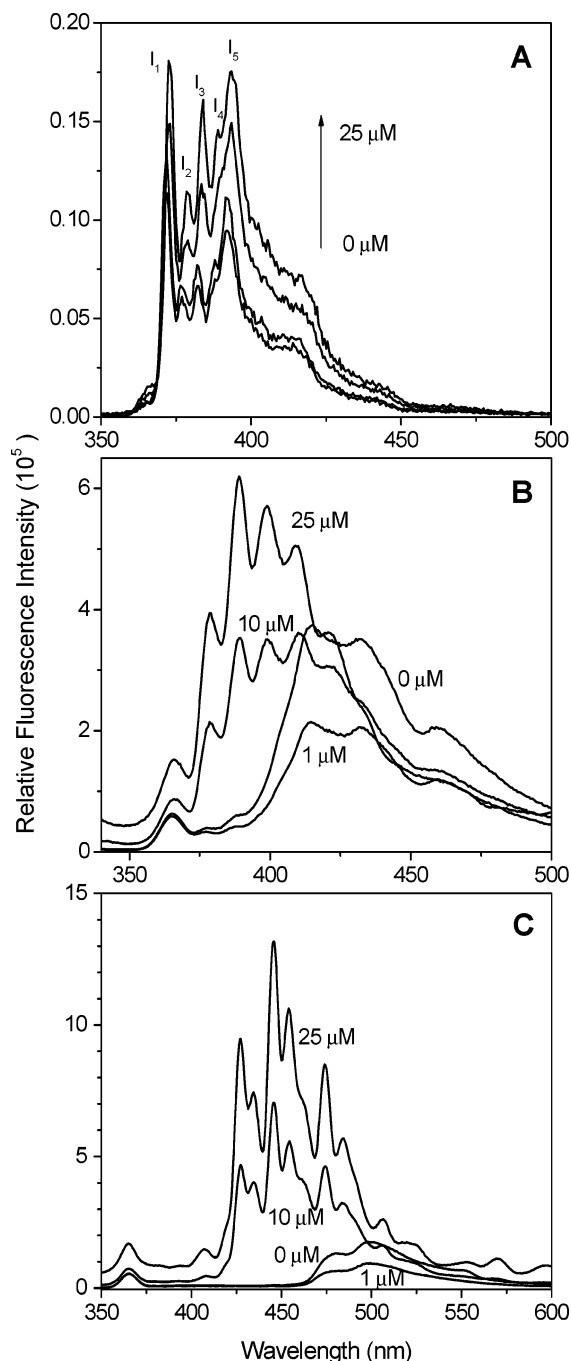 A
I₁
I₂
I₃
I₄
I₅
25 µM
0 µM
0.20
0.15
0.10
0.05
0.00
350
400
450
500
Relative Fluorescence Intensity (10⁵)
B
25 µM
10 µM
0 µM
1 µM
6
4
2
0
350
400
450
500
C
25 µM
10 µM
0 µM
1 µM
15
10
5
0
350
400
450
500
550
600
Wavelength (nm)